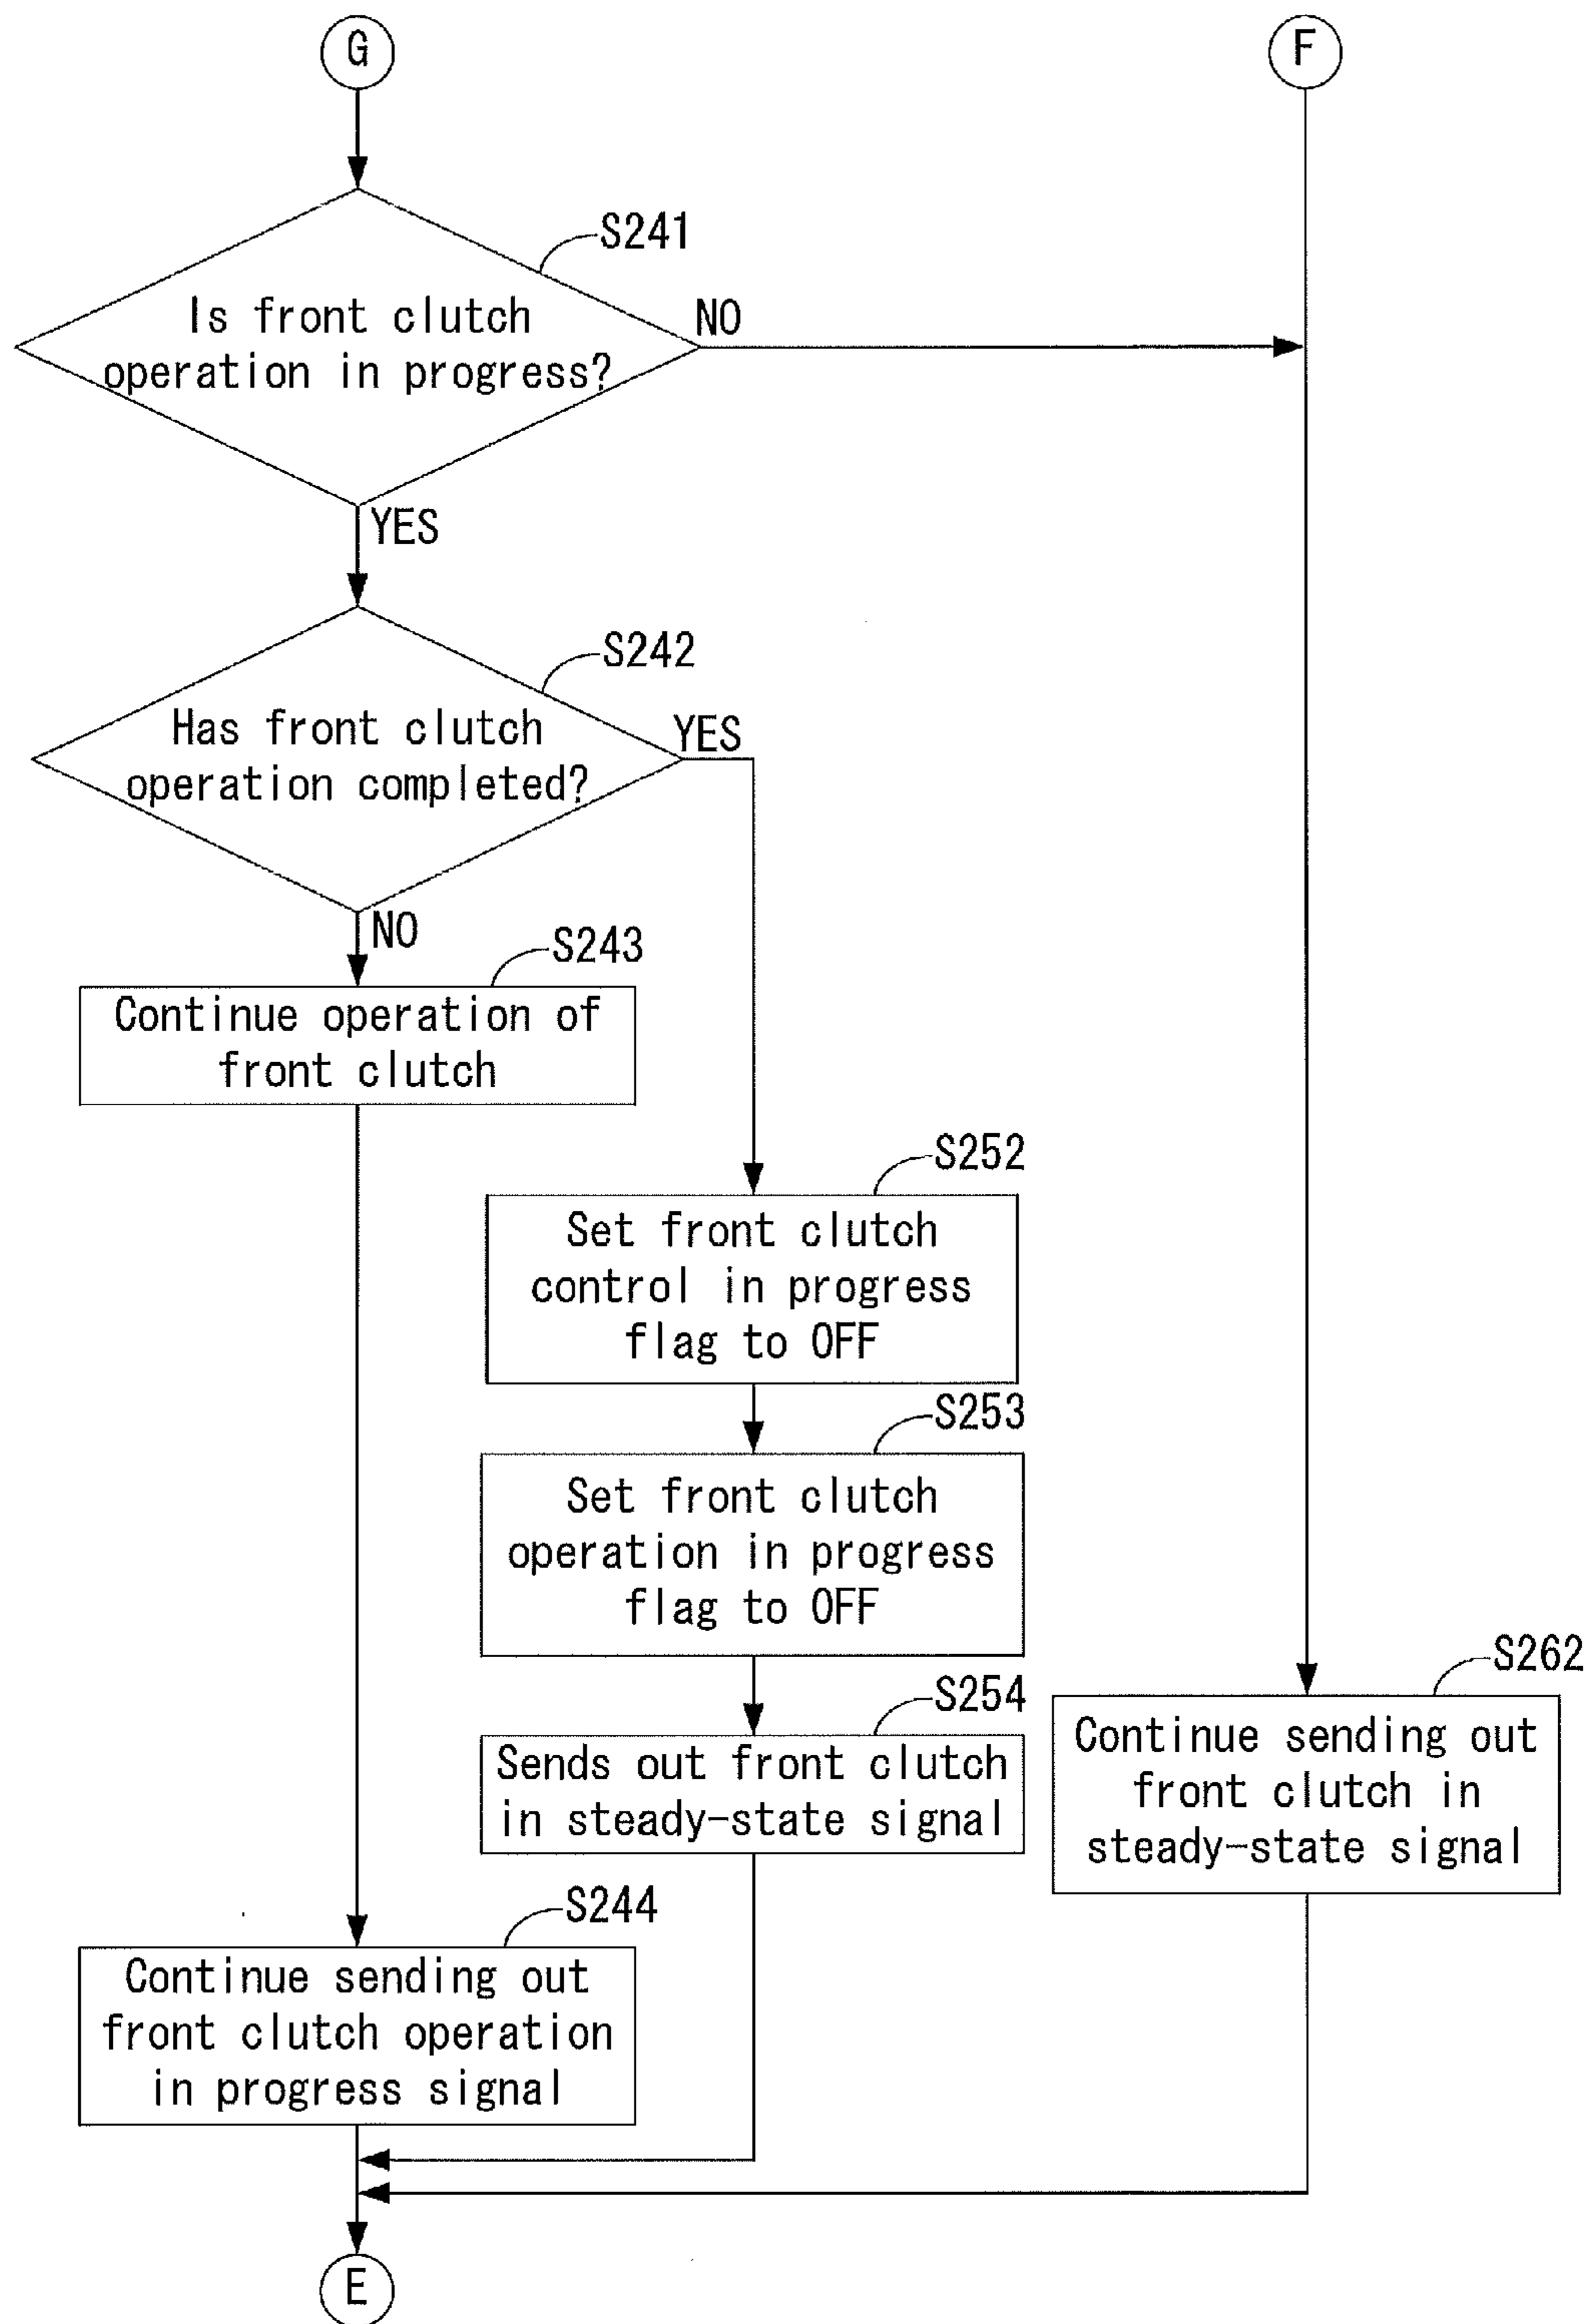 G
F
S241
Is front clutch
operation in progress?
NO
YES
S242
Has front clutch
operation completed?
YES
NO
S243
Continue operation of
front clutch
S252
Set front clutch
control in progress
flag to OFF
S253
Set front clutch
operation in progress
flag to OFF
S254
Sends out front clutch
in steady-state signal
S262
Continue sending out
front clutch in
steady-state signal
S244
Continue sending out
front clutch operation
in progress signal
E